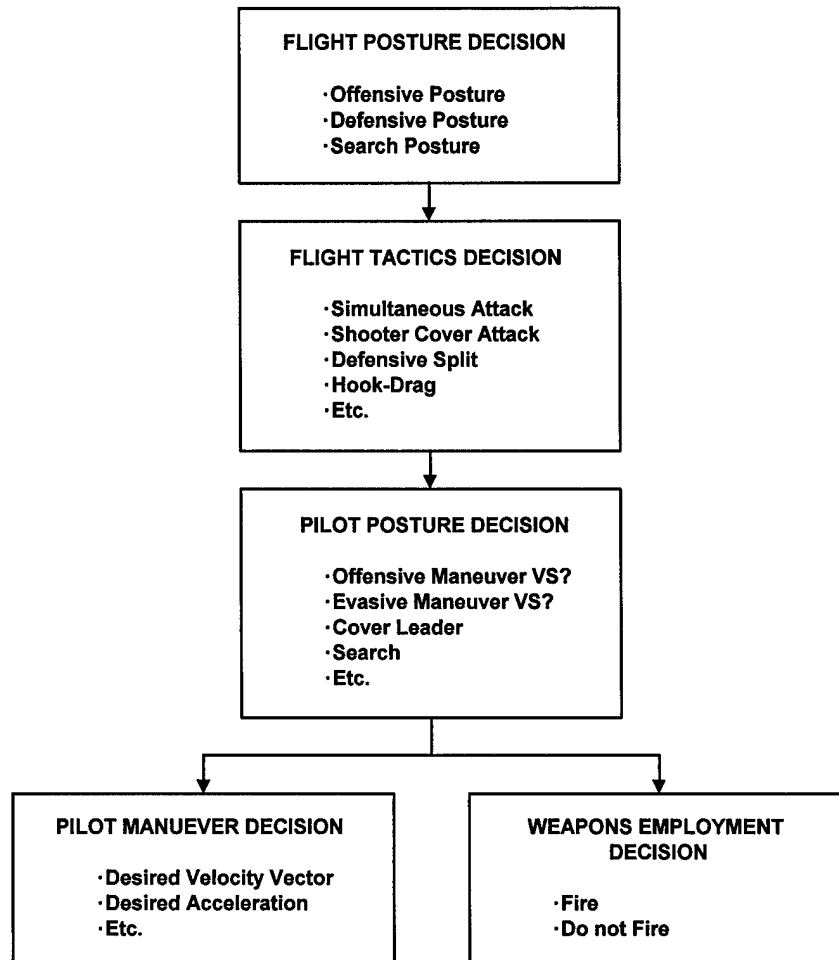 FLIGHT POSTURE DECISION
·Offensive Posture
·Defensive Posture
·Search Posture
FLIGHT TACTICS DECISION
·Simultaneous Attack
·Shooter Cover Attack
·Defensive Split
·Hook-Drag
·Etc.
PILOT POSTURE DECISION
·Offensive Maneuver VS?
·Evasive Maneuver VS?
·Cover Leader
·Search
·Etc.
PILOT MANUEVER DECISION
·Desired Velocity Vector
·Desired Acceleration
·Etc.
WEAPONS EMPLOYMENT
DECISION
·Fire
·Do not Fire